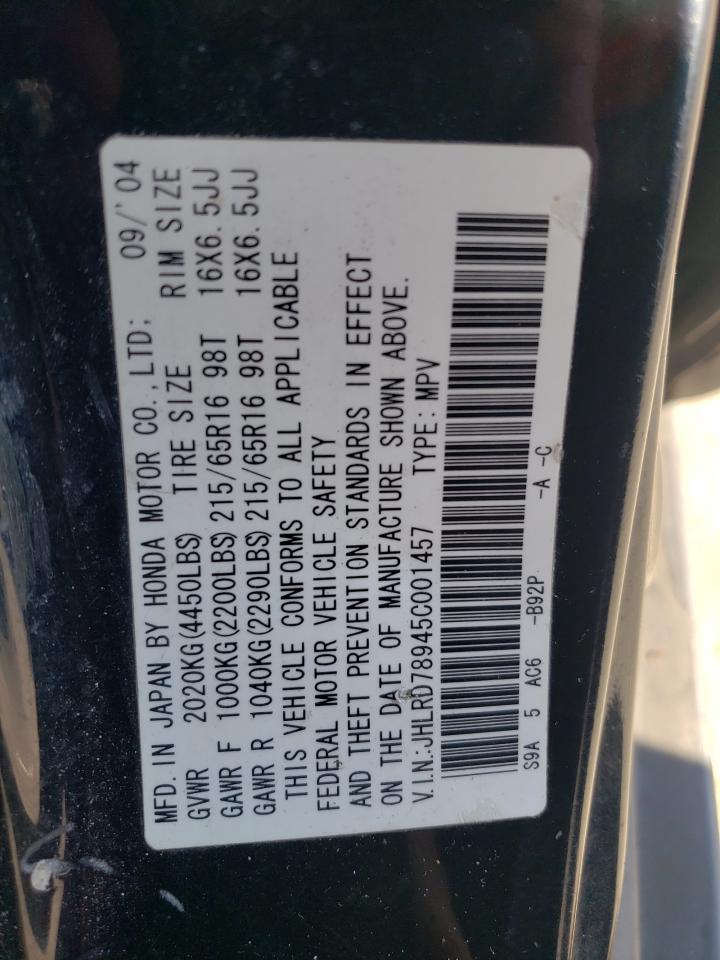 MFD. IN JAPAN BY HONDA MOTOR CO., LTD; 09/'04
GVWR 2020KG(4450LBS) TIRE SIZE RIM SIZE
GAWR F 1000KG(2200LBS) 215/65R16 98T 16X6.5JJ
GAWR R 1040KG(2290LBS) 215/65R16 98T 16X6.5JJ
THIS VEHICLE CONFORMS TO ALL APPLICABLE
FEDERAL MOTOR VEHICLE SAFETY
AND THEFT PREVENTION STANDARDS IN EFFECT
ON THE DATE OF MANUFACTURE SHOWN ABOVE.
V.I.N.:JHLRD78945C001457 TYPE: MPV
S9A 5 AC6 -B92P -A -C